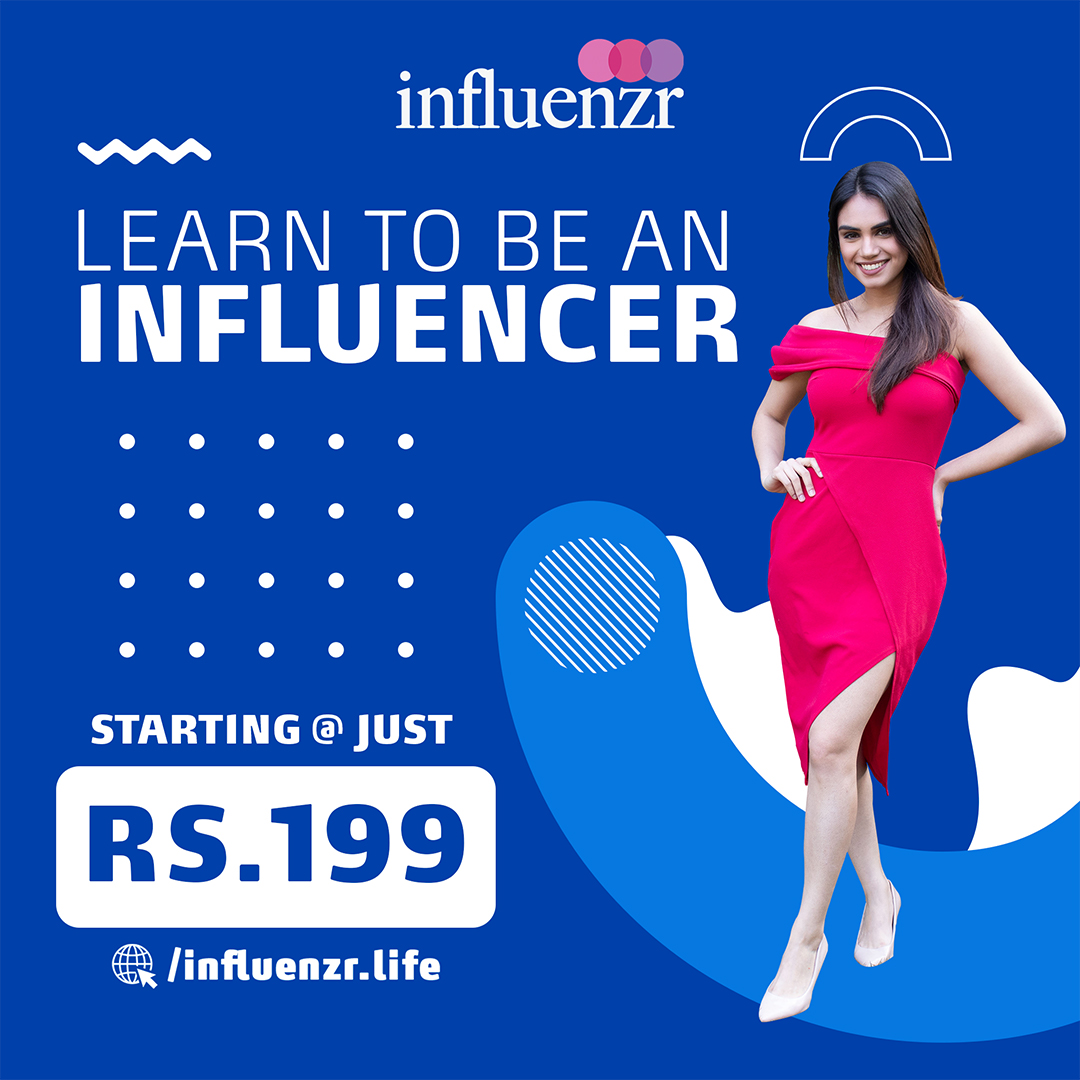 influenzr
LEARN TO BE AN
INFLUENCER
STARTING @ JUST
RS.199
/influenzr.life